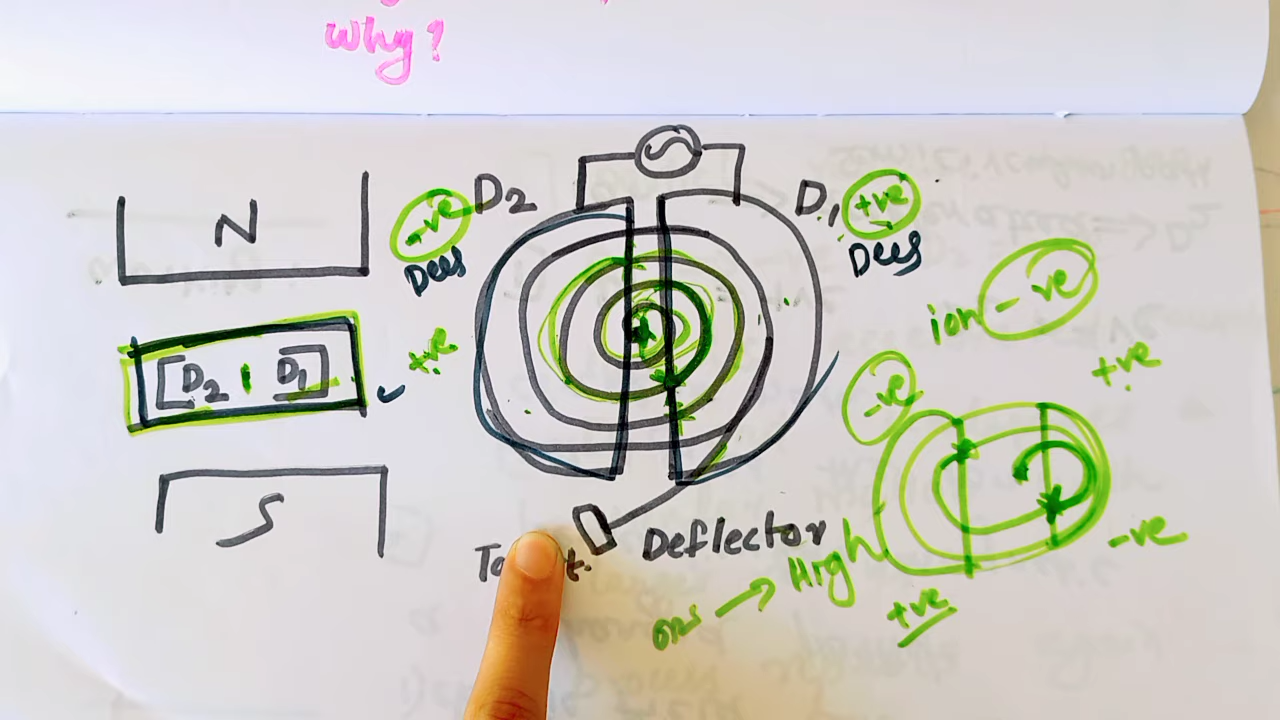 why?
N
-ve
Dees
D2
D1
+ve
Dees
ion - ve
D2 D1
+ve
-ve
+ve
S
Deflector
High
-ve
+ve